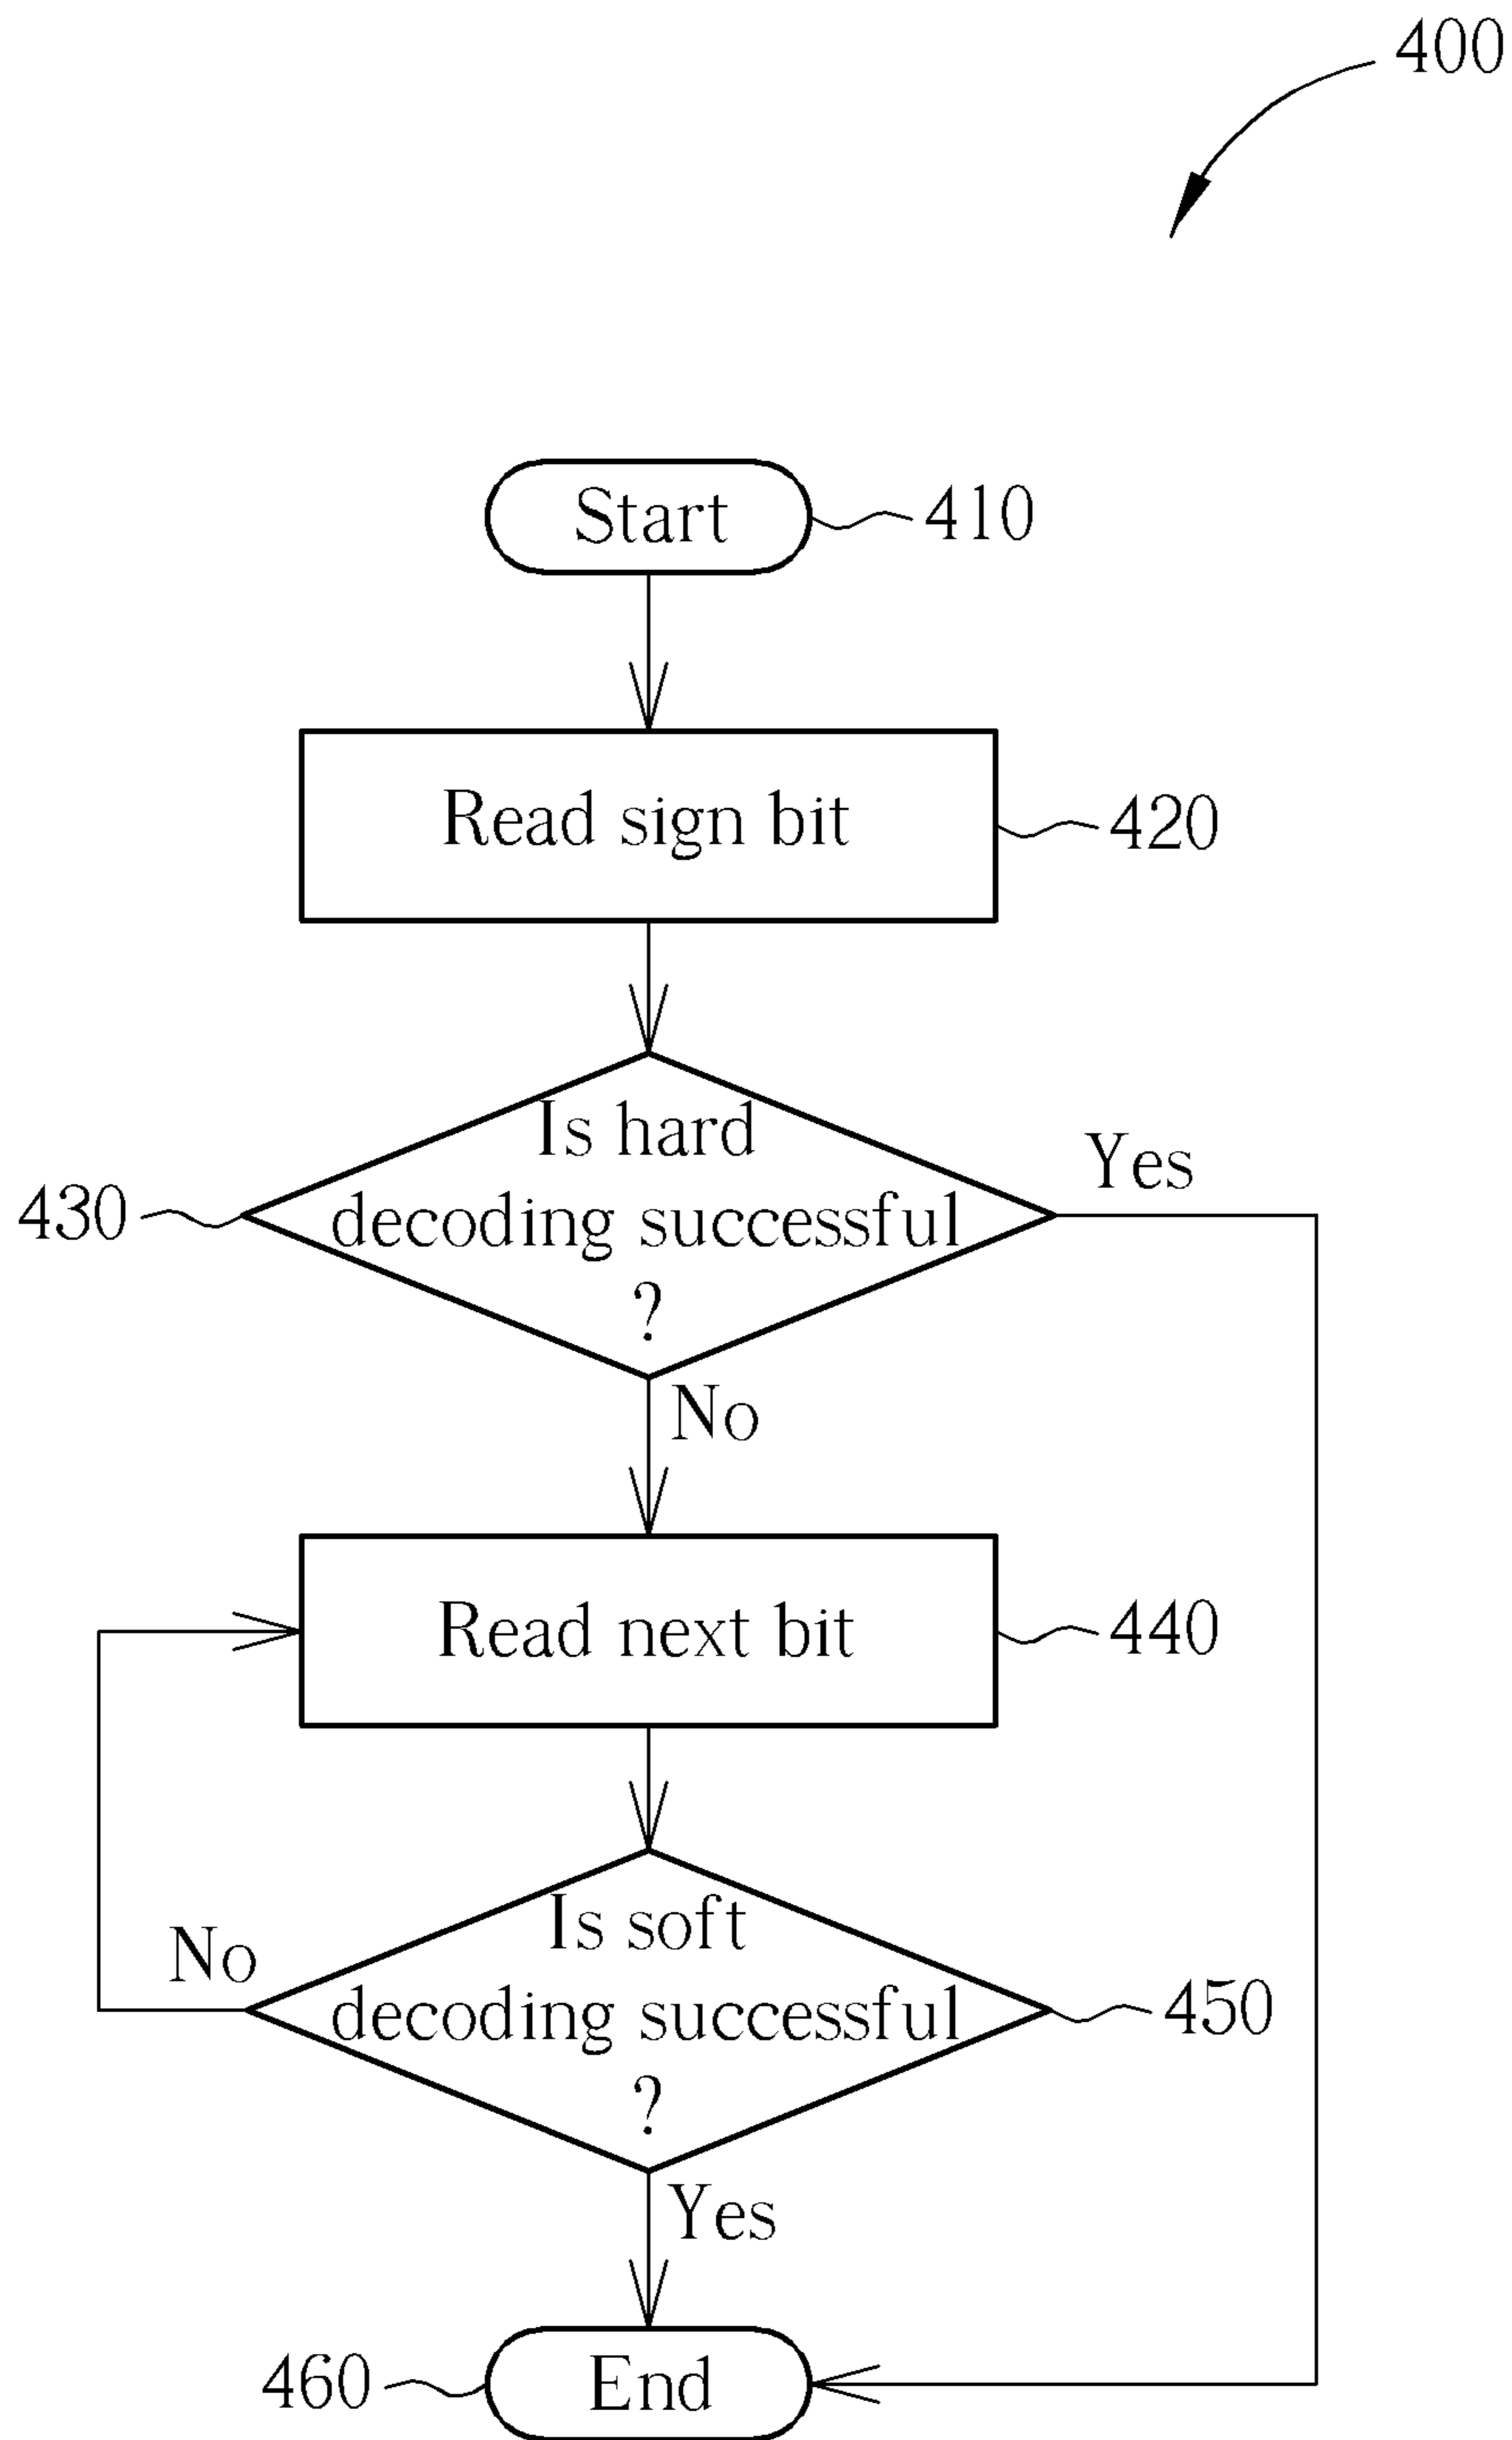 400
Start
410
Read sign bit
420
Is hard
decoding successful
?
430
Yes
No
Read next bit
440
Is soft
decoding successful
?
450
No
Yes
End
460